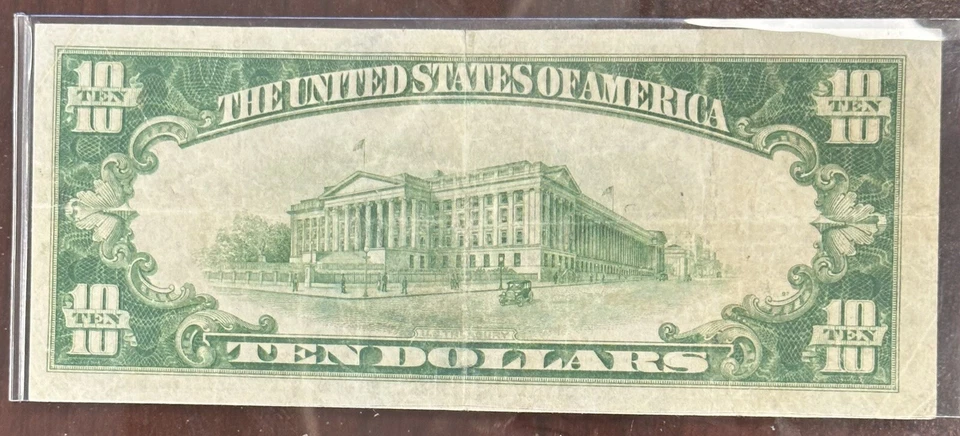 10 TEN 10
THE UNITED STATES OF AMERICA
10 TEN 10
10 TEN 10
U.S. TREASURY
TEN DOLLARS
10 TEN 10